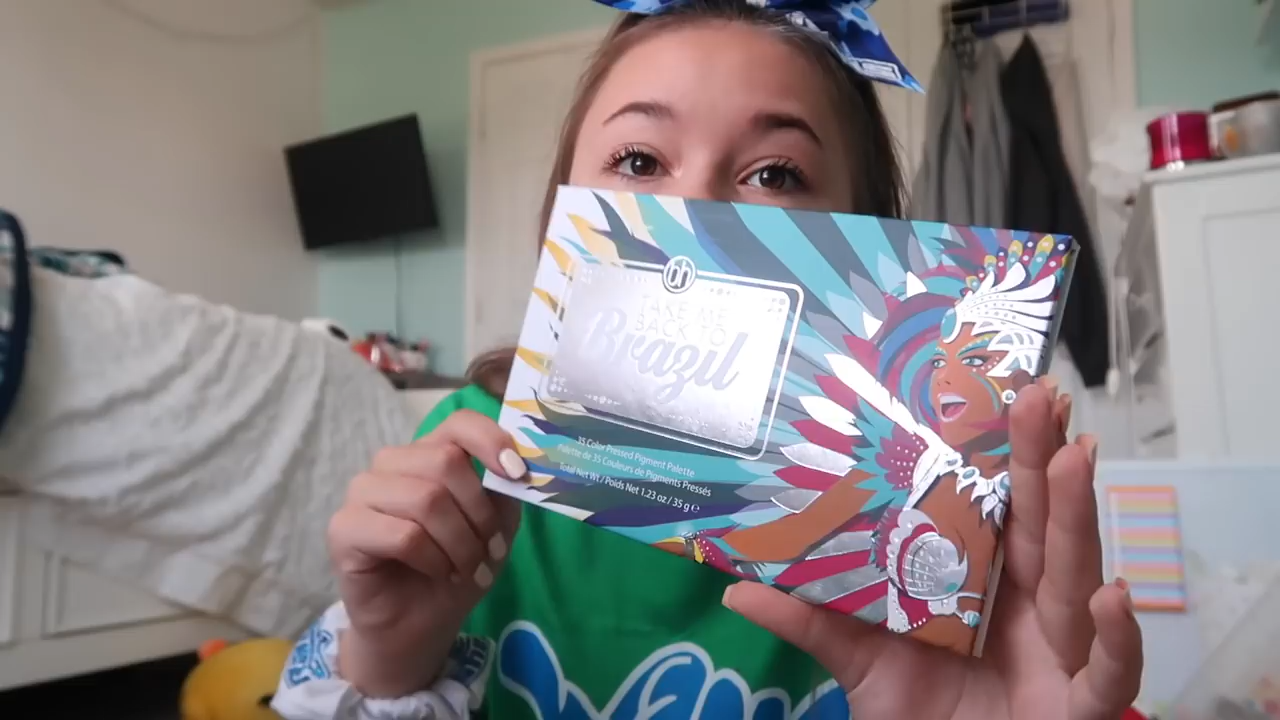 bh
TAKE ME
BACK TO
Brazil
35 Color Pressed Pigment Palette
Palette de 35 Couleurs de Pigments Pressés
Total Net Wt / Poids Net 1.23 oz / 35 g ℮